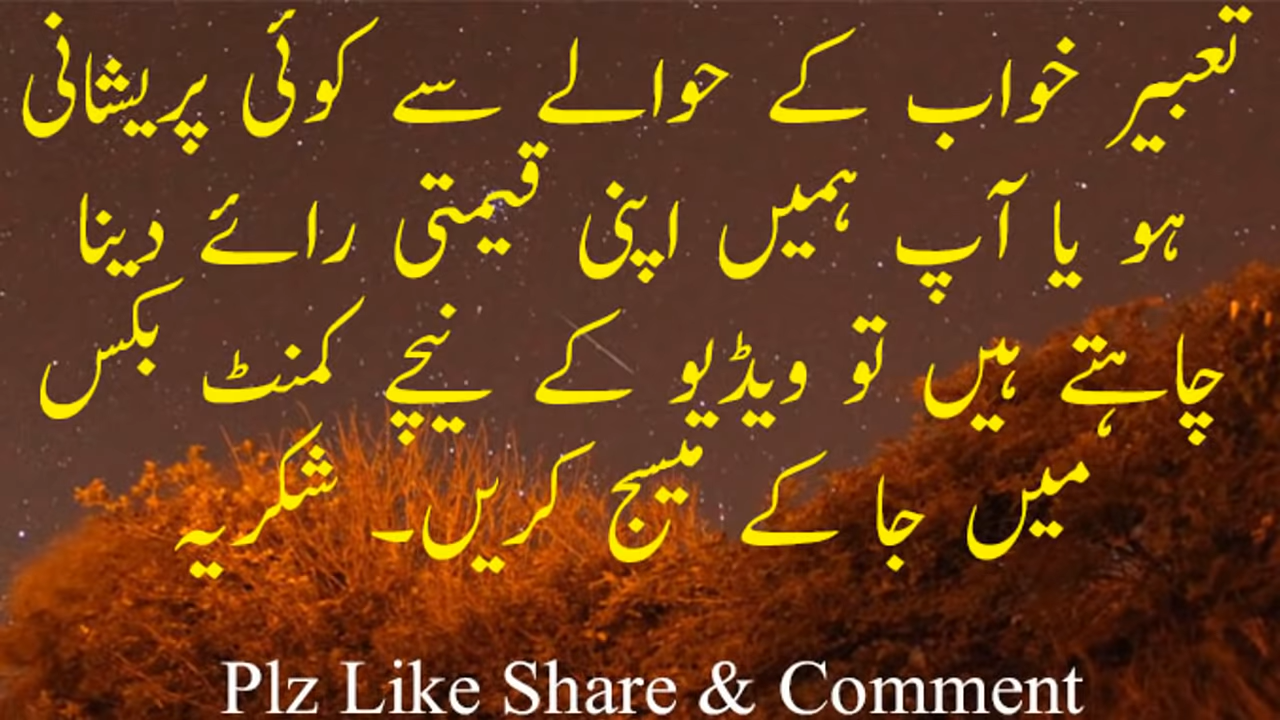 تعبیر خواب کے حوالے سے کوئی پریشانی
ہو یا آپ ہمیں اپنی قیمتی رائے دینا
چاہتے ہیں تو ویڈیو کے نیچے کمنٹ بکس
میں جا کے میسج کریں۔ شکریہ
Plz Like Share & Comment